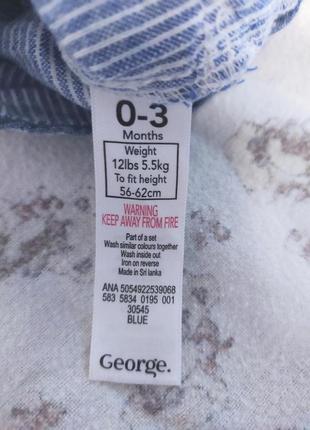 0-3
Months
Weight
12lbs 5.5kg
To fit height
56-62cm
WARNING
KEEP AWAY FROM FIRE
Part of a set
Wash similar colours together
Wash inside out
Iron on reverse
Made in Sri lanka
ANA 5054922539068
583 5834 0195 001
30545
BLUE
George.